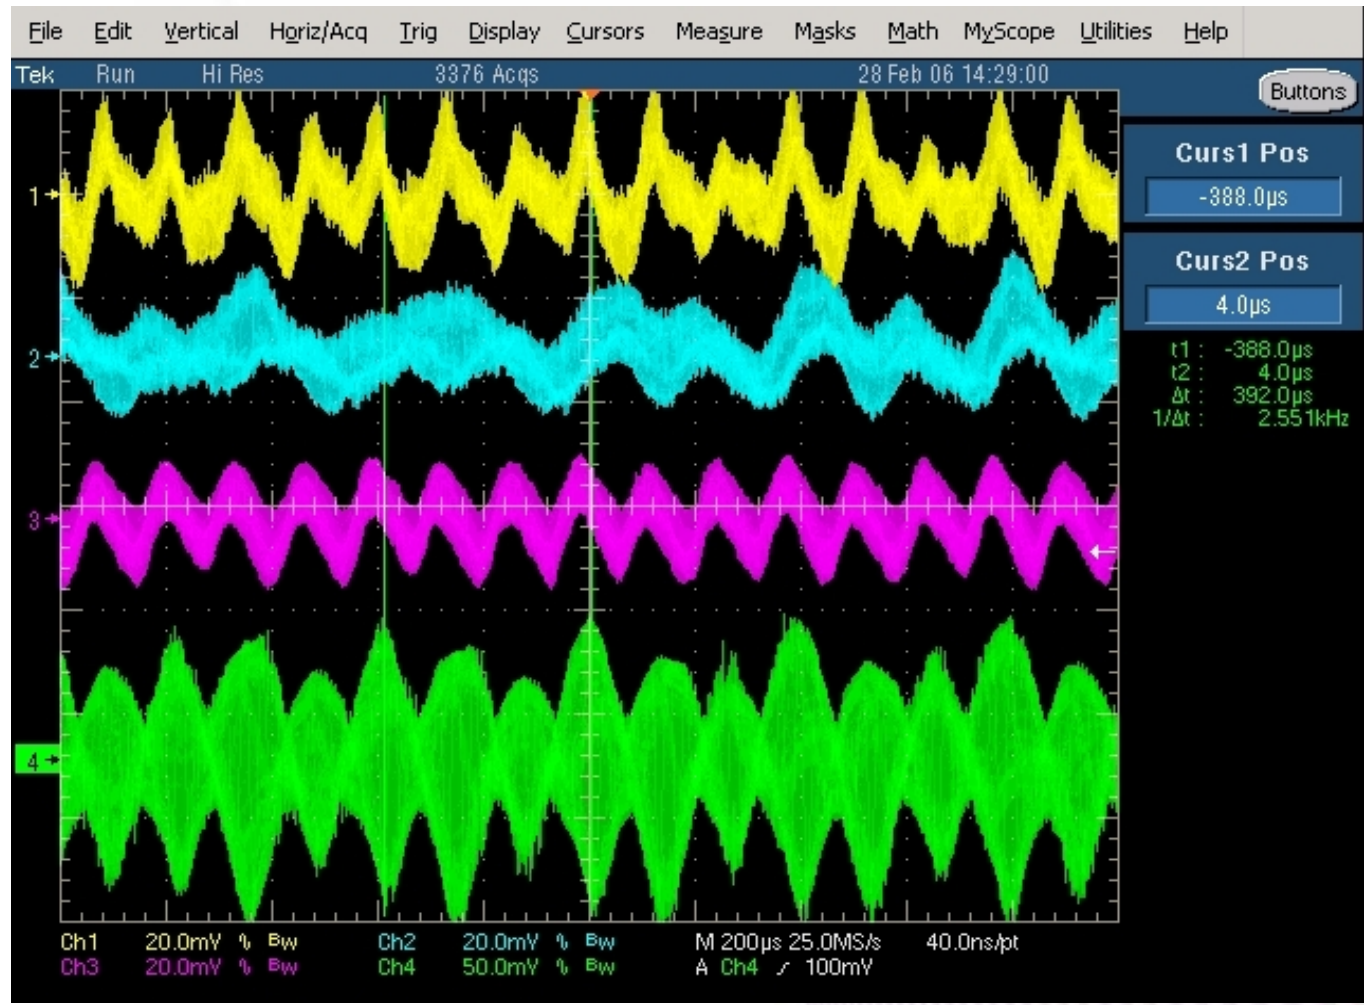 File Edit Vertical Horiz/Acq Trig Display Cursors Measure Masks Math MyScope Utilities Help
Tek Run Hi Res 3376 Acqs 28 Feb 06 14:29:00
Buttons
Curs1 Pos
-388.0µs
Curs2 Pos
4.0µs
t1 : -388.0µs
t2 : 4.0µs
Δt : 392.0µs
1/Δt : 2.551kHz
1
2
3
4
Ch1 20.0mV ∿ Bw Ch2 20.0mV ∿ Bw M 200µs 25.0MS/s 40.0ns/pt
Ch3 20.0mV ∿ Bw Ch4 50.0mV ∿ Bw A Ch4 ∕ 100mV